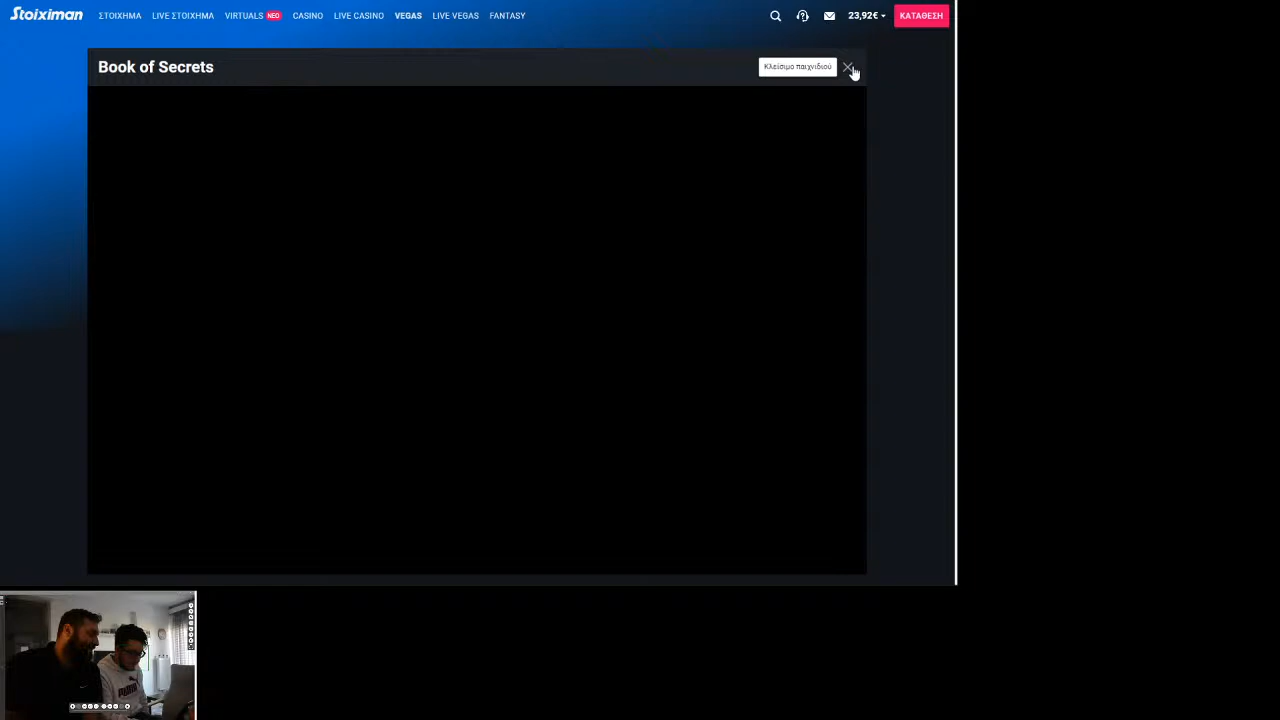 Stoiximan ΣΤΟΙΧΗΜΑ LIVE ΣΤΟΙΧΗΜΑ VIRTUALS ΝΕΟ CASINO LIVE CASINO VEGAS LIVE VEGAS FANTASY 23,92€ ΚΑΤΑΘΕΣΗ
Book of Secrets Κλείσιμο παιχνιδιού
PUMA